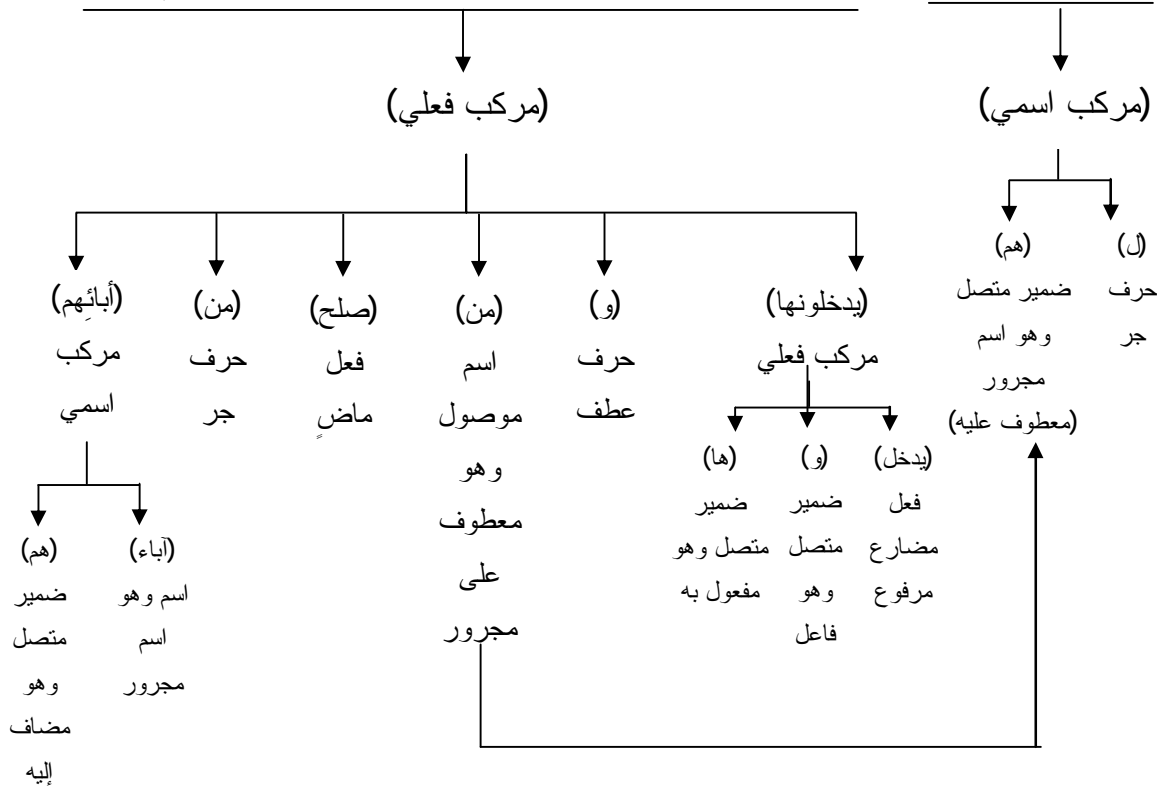 (مركب اسمي)
(مركب فعلي)
(ل)
حرف
جر
(هم)
ضمير متصل
وهو اسم
مجرور
(معطوف عليه)
(يدخلونها)
مركب فعلي
(و)
حرف
عطف
(من)
اسم
موصول
وهو
معطوف
على
مجرور
(صلح)
فعل
ماضٍ
(من)
حرف
جر
(أبائِهم)
مركب
اسمي
(يدخل)
فعل
مضارع
مرفوع
(و)
ضمير
متصل
وهو
فاعل
(ها)
ضمير
متصل وهو
مفعول به
(آباء)
اسم وهو
اسم
مجرور
(هم)
ضمير
متصل
وهو
مضاف
إليه